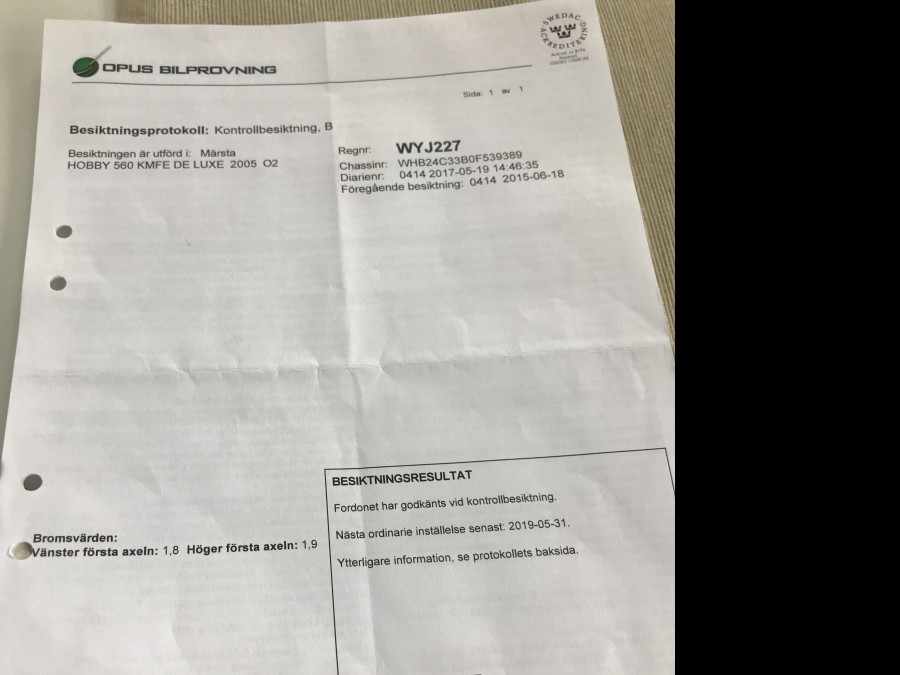 OPUS BILPROVNING
SWEDAC ACKREDITERING
Sida: 1 av 1
Besiktningsprotokoll: Kontrollbesiktning, B
Besiktningen är utförd i: Märsta
HOBBY 560 KMFE DE LUXE 2005 O2
Regnr: WYJ227
Chassinr: WHB24C33B0F539389
Diarienr: 0414 2017-05-19 14:46:35
Föregående besiktning: 0414 2015-06-18
BESIKTNINGSRESULTAT
Fordonet har godkänts vid kontrollbesiktning.
Nästa ordinarie inställelse senast: 2019-05-31.
Ytterligare information, se protokollets baksida.
Bromsvärden:
Vänster första axeln: 1,8 Höger första axeln: 1,9